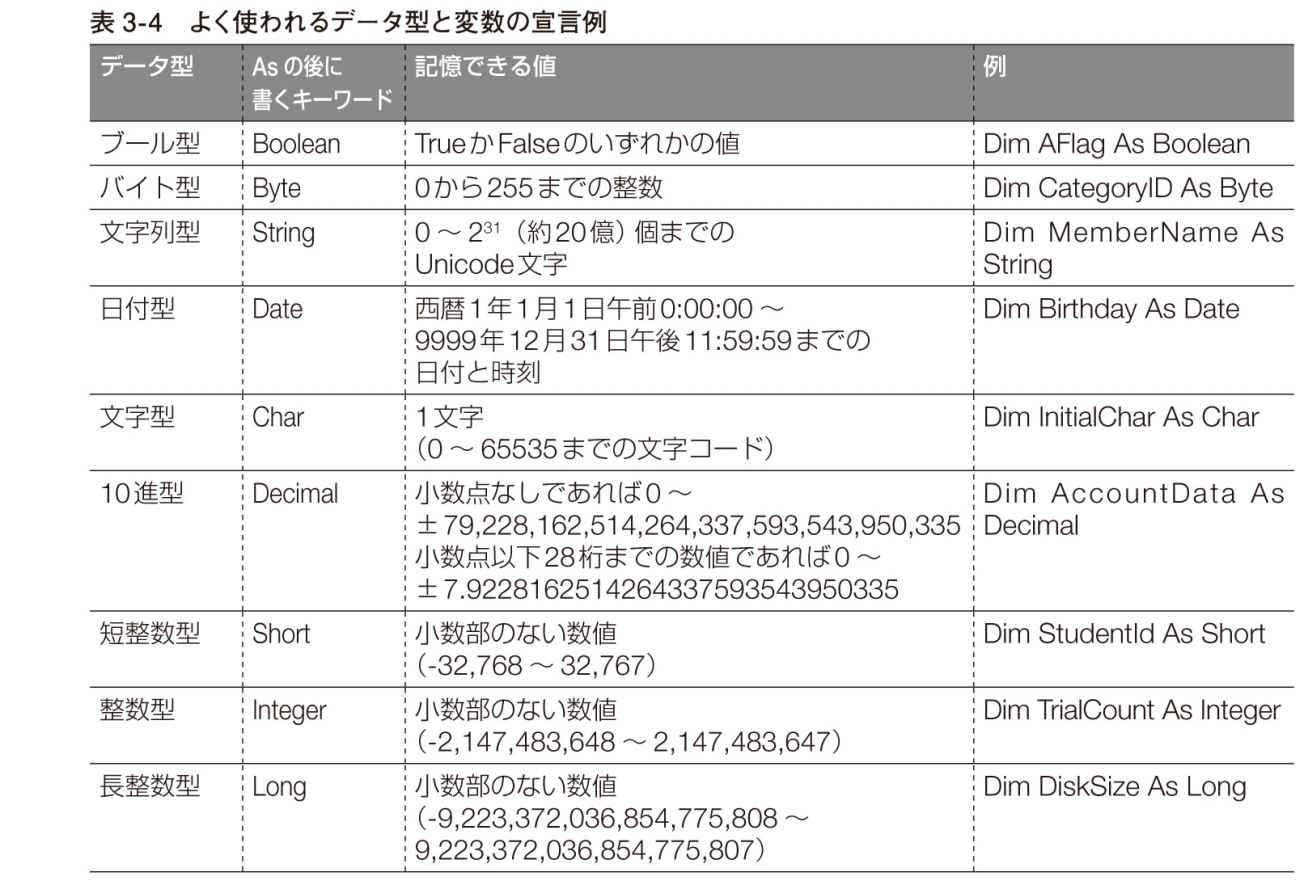 表 3-4　よく使われるデータ型と変数の宣言例
データ型 As の後に書くキーワード 記憶できる値 例
ブール型 Boolean TrueかFalseのいずれかの値 Dim AFlag As Boolean
バイト型 Byte 0から255までの整数 Dim CategoryID As Byte
文字列型 String 0 ～ 2³¹（約20億）個までの Dim MemberName As
Unicode文字 String
日付型 Date 西暦1年1月1日午前0:00:00 ～ Dim Birthday As Date
9999年12月31日午後11:59:59までの
日付と時刻
文字型 Char 1文字 Dim InitialChar As Char
（0 ～ 65535までの文字コード）
10進型 Decimal 小数点なしであれば0 ～ Dim AccountData As
±79,228,162,514,264,337,593,543,950,335 Decimal
小数点以下28桁までの数値であれば0 ～
±7.9228162514264337593543950335
短整数型 Short 小数部のない数値 Dim StudentId As Short
（-32,768 ～ 32,767）
整数型 Integer 小数部のない数値 Dim TrialCount As Integer
（-2,147,483,648 ～ 2,147,483,647）
長整数型 Long 小数部のない数値 Dim DiskSize As Long
（-9,223,372,036,854,775,808 ～
9,223,372,036,854,775,807）